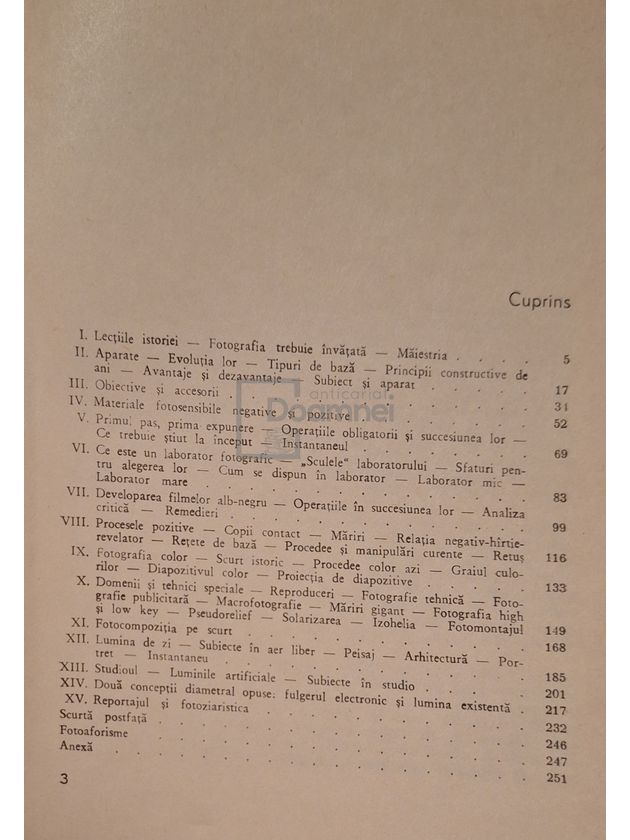 Cuprins
I. Lecțiile istoriei — Fotografia trebuie învățată — Măiestria . . . . 5
II. Aparate — Evoluția lor — Tipuri de bază — Principii constructive de
ani — Avantaje și dezavantaje — Subiect și aparat . . . . 17
III. Obiective și accesorii . . . . 31
IV. Materiale fotosensibile negative și pozitive . . . . 52
V. Primul pas, prima expunere — Operațiile obligatorii și succesiunea lor —
Ce trebuie știut la început — Instantaneul . . . . 69
VI. Ce este un laborator fotografic — „Sculele" laboratorului — Sfaturi pen-
tru alegerea lor — Cum se dispun în laborator — Laborator mic —
Laborator mare . . . . 83
VII. Developarea filmelor alb-negru — Operațiile în succesiunea lor — Analiza
critică — Remedieri . . . . 99
VIII. Procesele pozitive — Copii contact — Măriri — Relația negativ-hîrtie-
revelator — Rețete de bază — Procedee și manipulări curente — Retuș 116
IX. Fotografia color — Scurt istoric — Procedee color azi — Graiul culo-
rilor — Diapozitivul color — Proiecția de diapozitive . . . . 133
X. Domenii și tehnici speciale — Reproduceri — Fotografie tehnică — Foto-
grafie publicitară — Macrofotografie — Măriri gigant — Fotografia high
și low key — Pseudorelief — Solarizarea — Izohelia — Fotomontajul 149
XI. Fotocompoziția pe scurt . . . . 168
XII. Lumina de zi — Subiecte în aer liber — Peisaj — Arhitectură — Por-
tret — Instantaneu . . . . 185
XIII. Studioul — Luminile artificiale — Subiecte în studio . . . . 201
XIV. Două concepții diametral opuse: fulgerul electronic și lumina existentă . 217
XV. Reportajul și fotoziaristica . . . . 232
Scurtă postfață . . . . 246
Fotoaforisme . . . . 247
Anexă . . . . 251
3
anticariat
Dogmnei